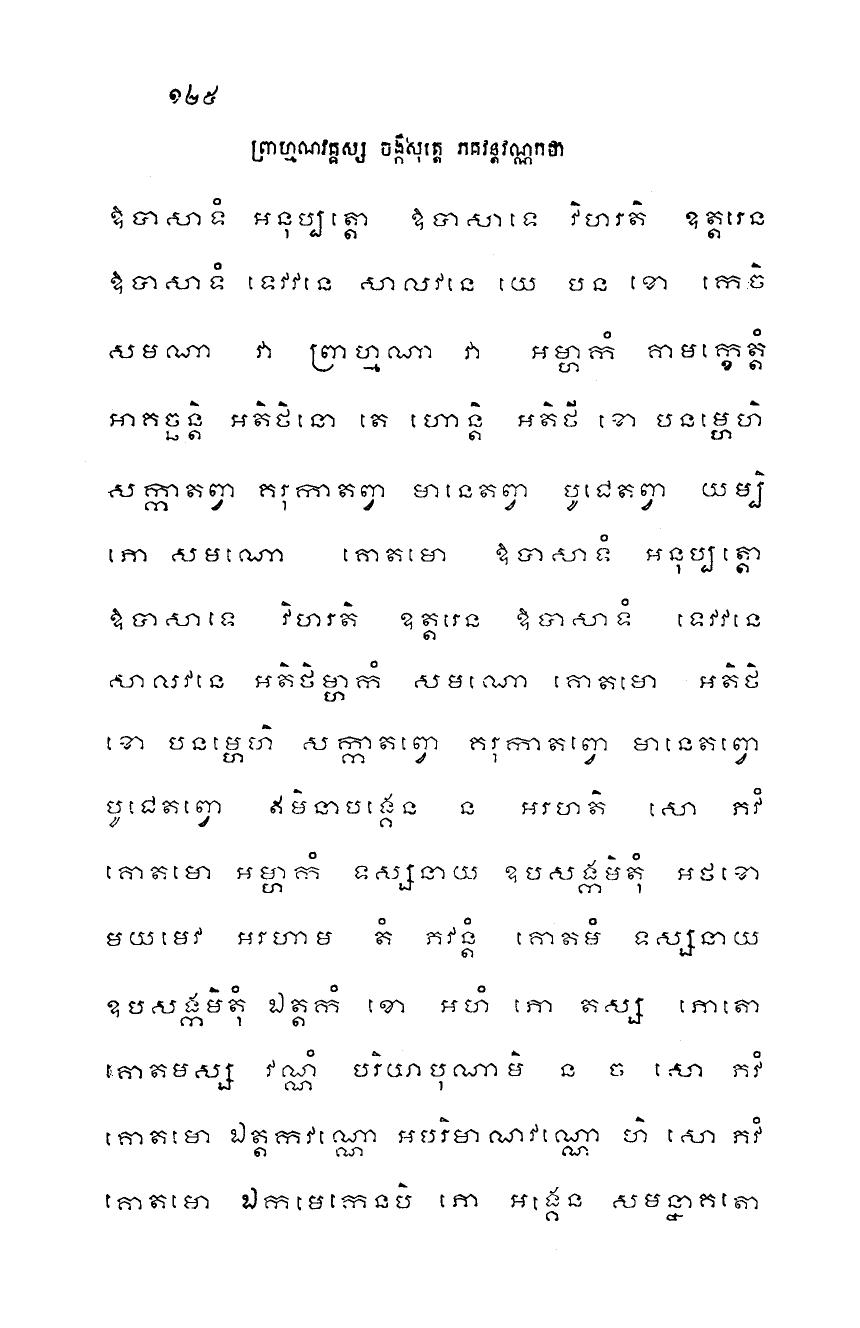 ១២៥
ព្រាហ្មណវគ្គស្ស ចង្កីសុត្តេ ភគវន្តវណ្ណកថា
ឱបាសាទំ អនុប្បត្តោ ឱបាសាទេ វិហរតិ ឧត្តរេន
ឱបាសាទំ ទេវវនេ សាលវនេ យេ បន ខោ កេចិ
សមណា វា ព្រាហ្មណា វា អម្ហាកំ គាមក្ខេត្តំ
អាគច្ឆន្តិ អតិថិនោ តេ ហោន្តិ អតិថី ខោ បនម្ហេហិ
សក្កាតព្វា គរុកាតព្វា មានេតព្វា បូជេតព្វា យម្បិ
ភោ សមណោ គោតមោ ឱបាសាទំ អនុប្បត្តោ
ឱបាសាទេ វិហរតិ ឧត្តរេន ឱបាសាទំ ទេវវនេ
សាលវនេ អតិថិម្ហាកំ សមណោ គោតមោ អតិថិ
ខោ បនម្ហេហិ សក្កាតព្វោ គរុកាតព្វោ មានេតព្វោ
បូជេតព្វោ ឥមិនាបង្គេន ន អរហតិ សោ ភវំ
គោតមោ អម្ហាកំ ទស្សនាយ ឧបសង្កមិតុំ អថខោ
មយមេវ អរហាម តំ ភវន្តំ គោតមំ ទស្សនាយ
ឧបសង្កមិតុំ ឯត្តកំ ខោ អហំ ភោ តស្ស ភោតោ
គោតមស្ស វណ្ណំ បរិយាបុណាមិ ន ច សោ ភវំ
គោតមោ ឯត្តកវណ្ណោ អបរិមាណវណ្ណោ ហិ សោ ភវំ
គោតមោ ឯកមេកេនបិ ភោ អង្គេន សមន្នាគតោ